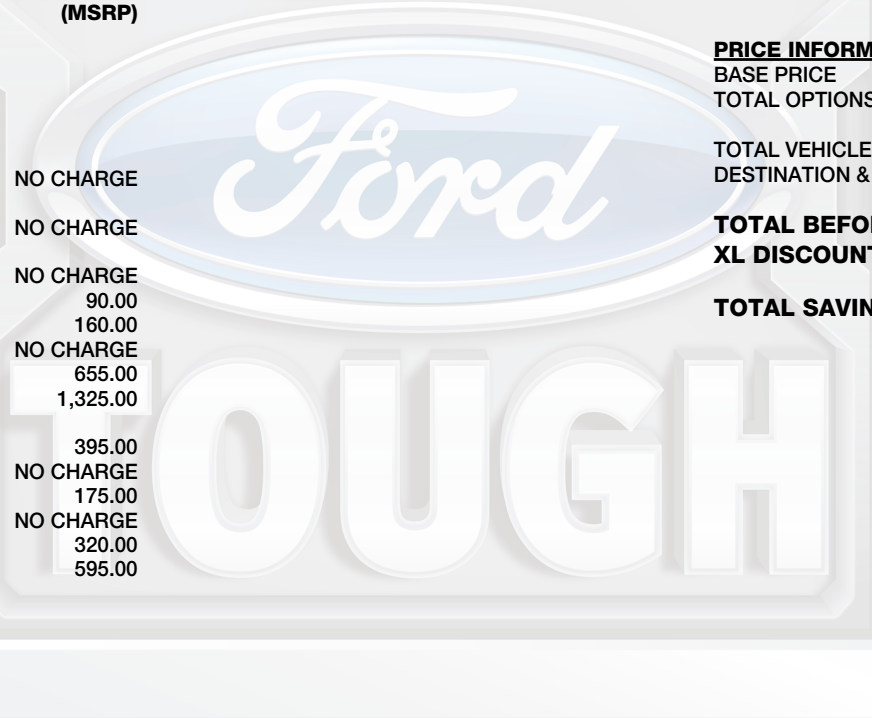 (MSRP)
NO CHARGE
NO CHARGE
NO CHARGE
90.00
160.00
NO CHARGE
655.00
1,325.00
395.00
NO CHARGE
175.00
NO CHARGE
320.00
595.00
PRICE INFORM
BASE PRICE
TOTAL OPTIONS
TOTAL VEHICLE
DESTINATION &
TOTAL BEFO
XL DISCOUNT
TOTAL SAVIN
Ford
TOUGH